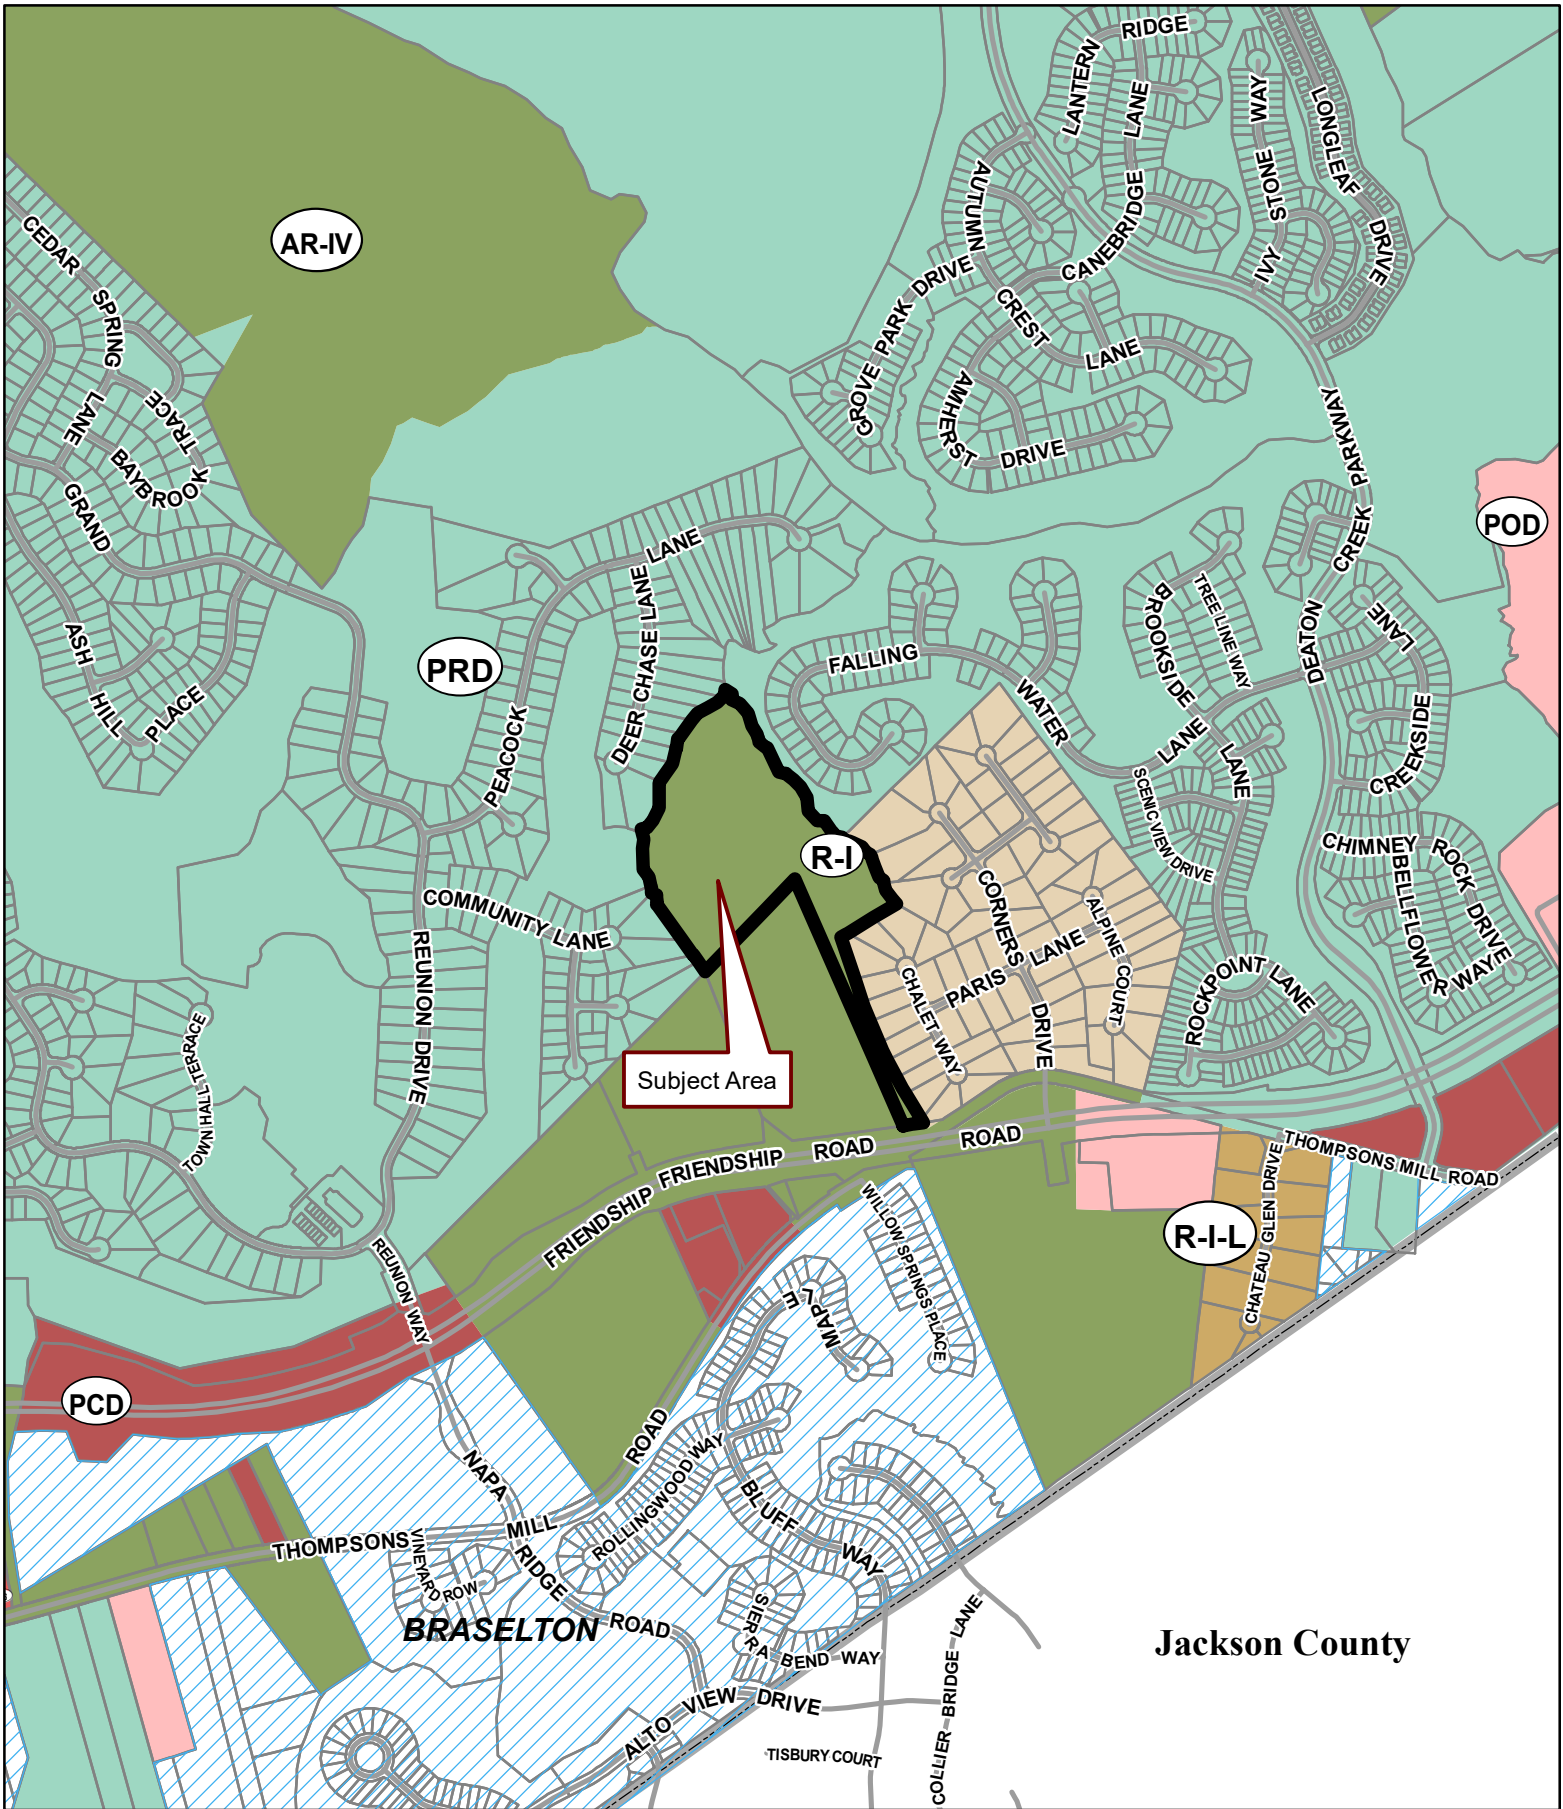 RIDGE
LANTERN
LANE
WAY
LONGLEAF
STONE
IVY
DRIVE
AUTUMN
CANEBRIDGE
CREST
LANE
GROVE PARK DRIVE
AMHERST
DRIVE
CEDAR
SPRING
AR-IV
LANE
TRACE
BAYBROOK
GRAND
PARKWAY
CREEK
DEATON
POD
LANE
DEER CHASE LANE
PEACOCK
ASH
HILL
PLACE
PRD
FALLING
WATER
LANE
BROOKSIDE
LANE
TREE LINE WAY
LANE
CREEKSIDE
SCENIC VIEW DRIVE
CHIMNEY
ROCK
DRIVE
BELLFLOWER
WAY
R-I
CORNERS
DRIVE
ALPINE
COURT
PARIS LANE
CHALET WAY
ROCKPOINT LANE
COMMUNITY LANE
REUNION DRIVE
TOWN HALL TERRACE
Subject Area
FRIENDSHIP
FRIENDSHIP
ROAD
ROAD
THOMPSONS MILL ROAD
R-I-L
CHATEAU GLEN DRIVE
WILLOW SPRINGS PLACE
MAPLE
REUNION WAY
PCD
ROAD
ROLLINGWOOD WAY
NAPA
RIDGE
ROAD
THOMPSONS
MILL
VINEYARD
ROW
BLUFF
WAY
BRASELTON
SIERRA
BEND WAY
ALTO VIEW DRIVE
TISBURY COURT
COLLIER BRIDGE LANE
Jackson County